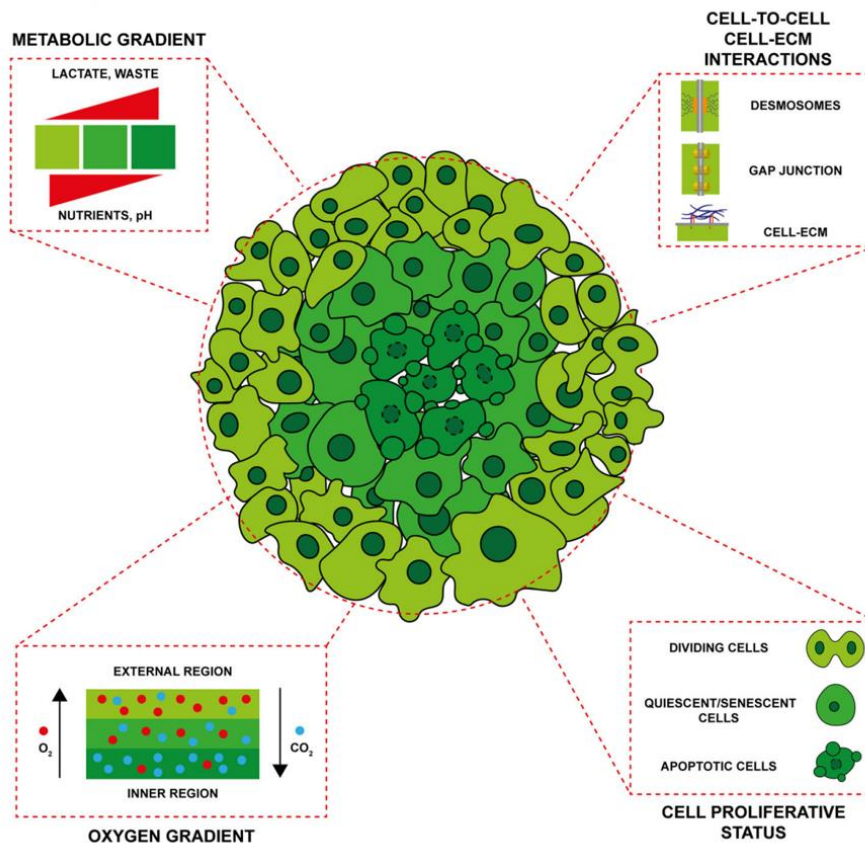 METABOLIC GRADIENT
LACTATE, WASTE
NUTRIENTS, pH
CELL-TO-CELL
CELL-ECM
INTERACTIONS
DESMOSOMES
GAP JUNCTION
CELL-ECM
EXTERNAL REGION
O₂
CO₂
INNER REGION
OXYGEN GRADIENT
DIVIDING CELLS
QUIESCENT/SENESCENT
CELLS
APOPTOTIC CELLS
CELL PROLIFERATIVE
STATUS